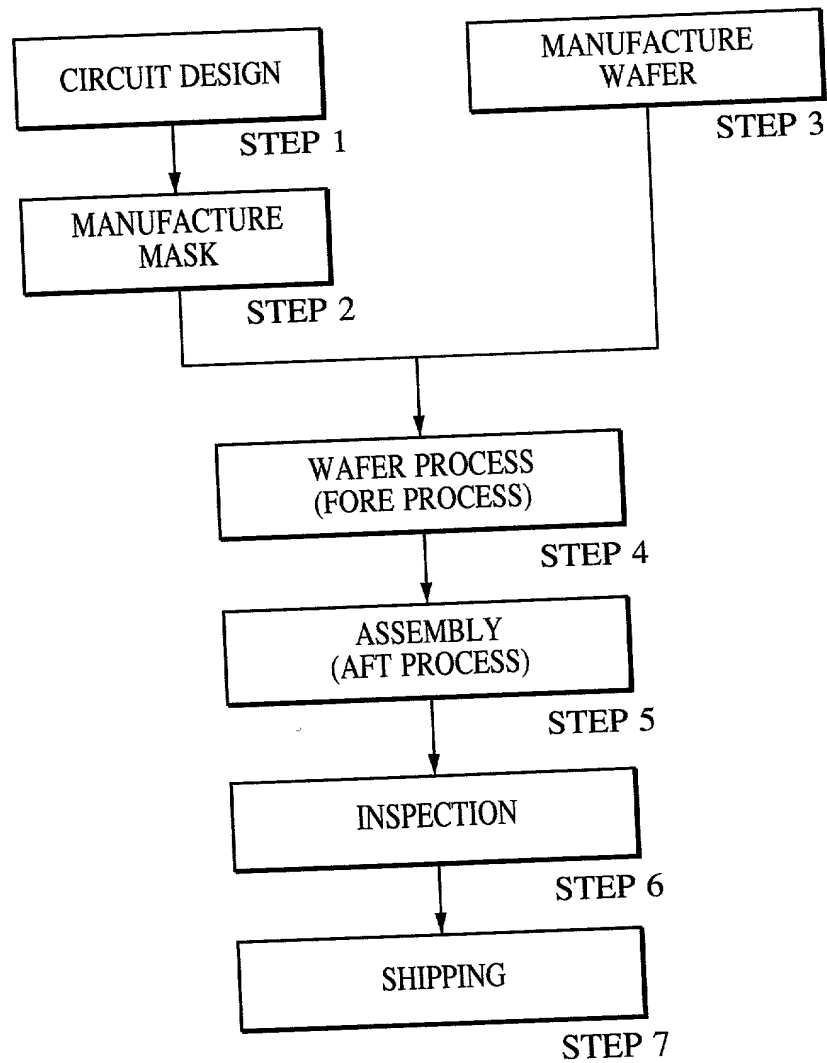 CIRCUIT DESIGN
STEP 1
MANUFACTURE
MASK
STEP 2
MANUFACTURE
WAFER
STEP 3
WAFER PROCESS
(FORE PROCESS)
STEP 4
ASSEMBLY
(AFT PROCESS)
STEP 5
INSPECTION
STEP 6
SHIPPING
STEP 7